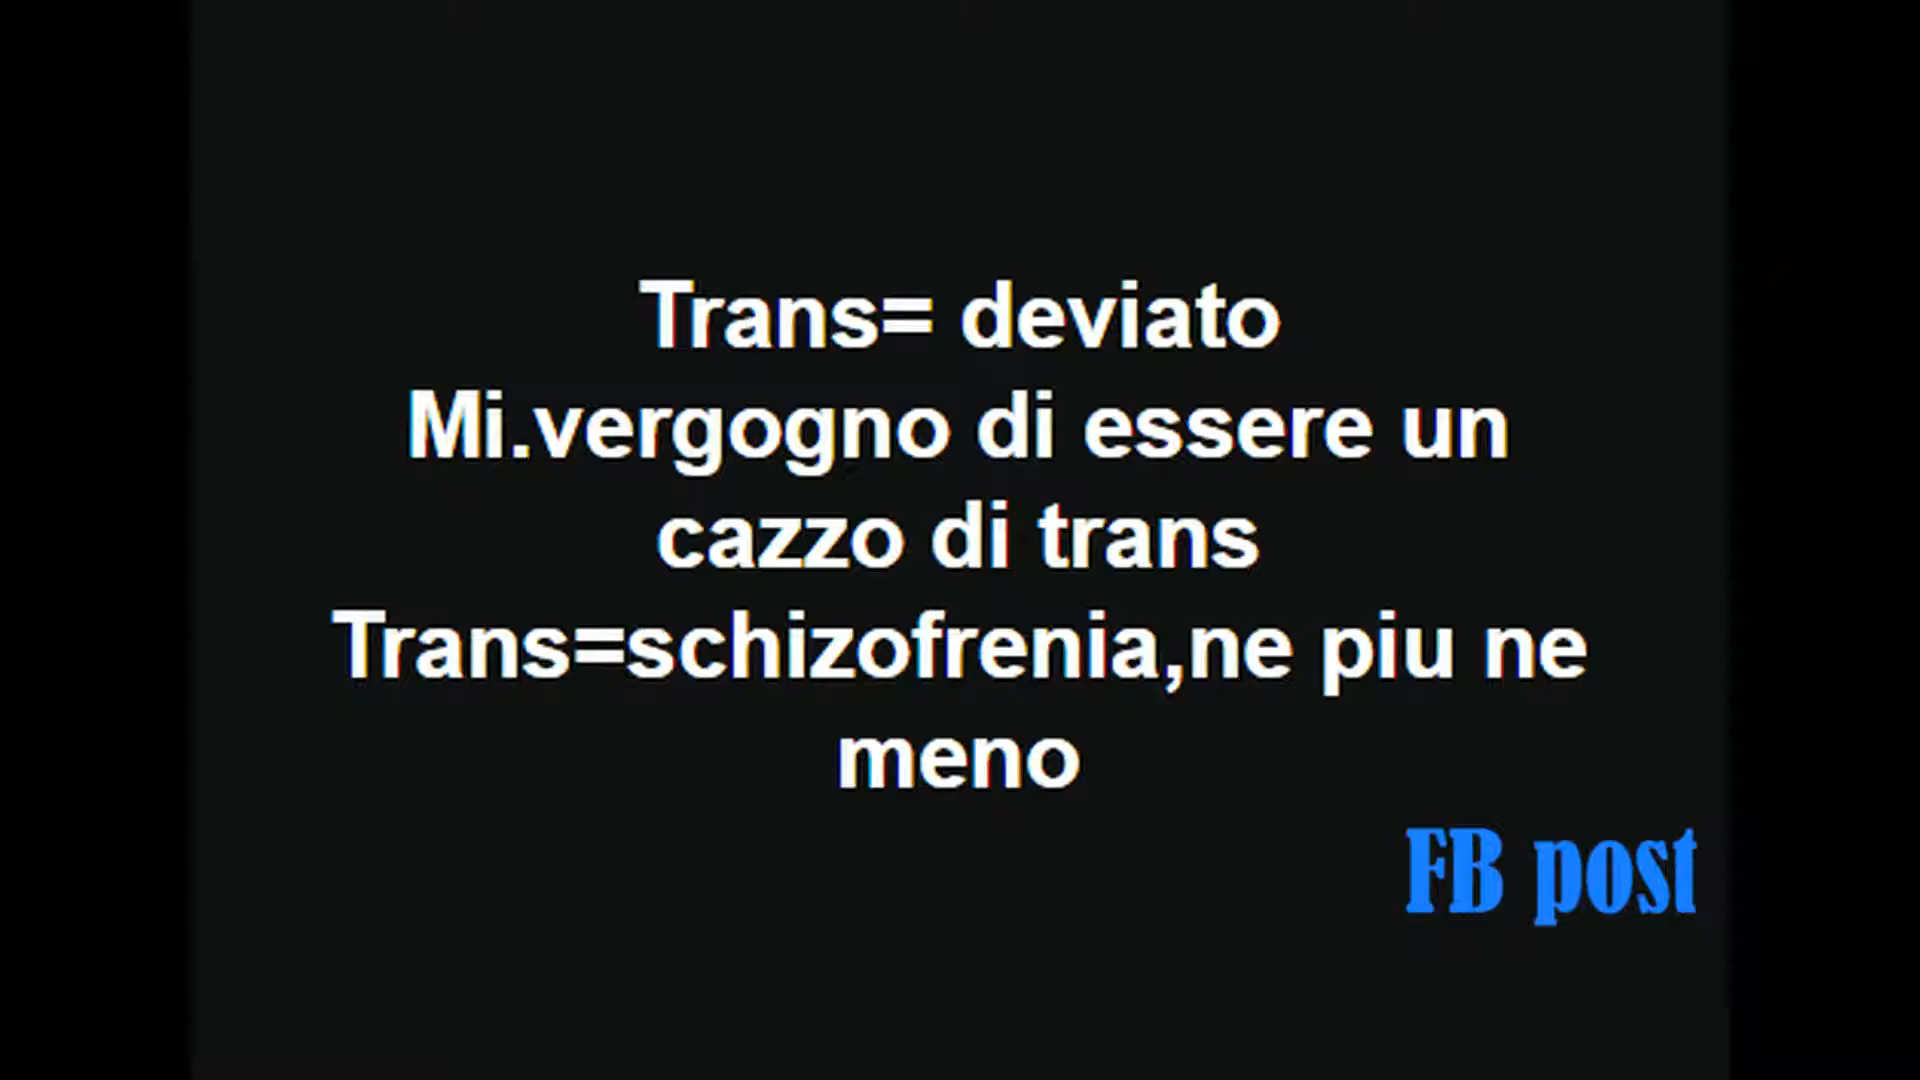 Trans= deviato
Mi.vergogno di essere un
cazzo di trans
Trans=schizofrenia,ne piu ne
meno
FB post